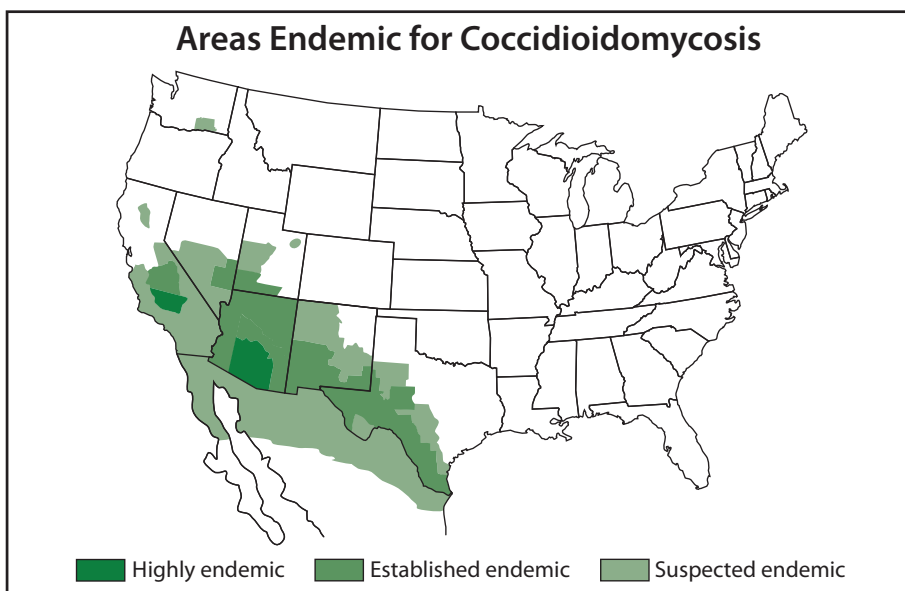 Areas Endemic for Coccidioidomycosis
Highly endemic Established endemic Suspected endemic